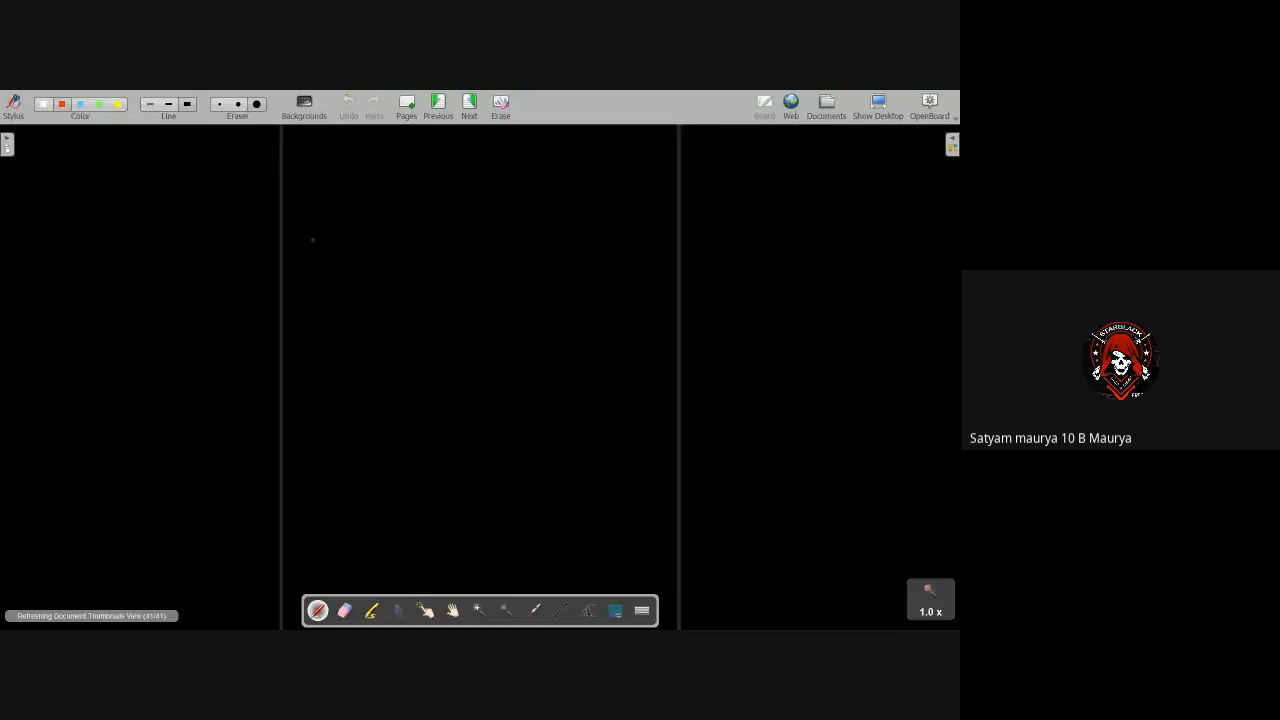 Stylus
Color
Line
Eraser
Backgrounds
Undo
Redo
Pages
Previous
Next
Erase
Board
Web
Documents
Show Desktop
OpenBoard
STARBLACK
Satyam maurya 10 B Maurya
1.0 x
Refreshing Document Thumbnails View (41/41)